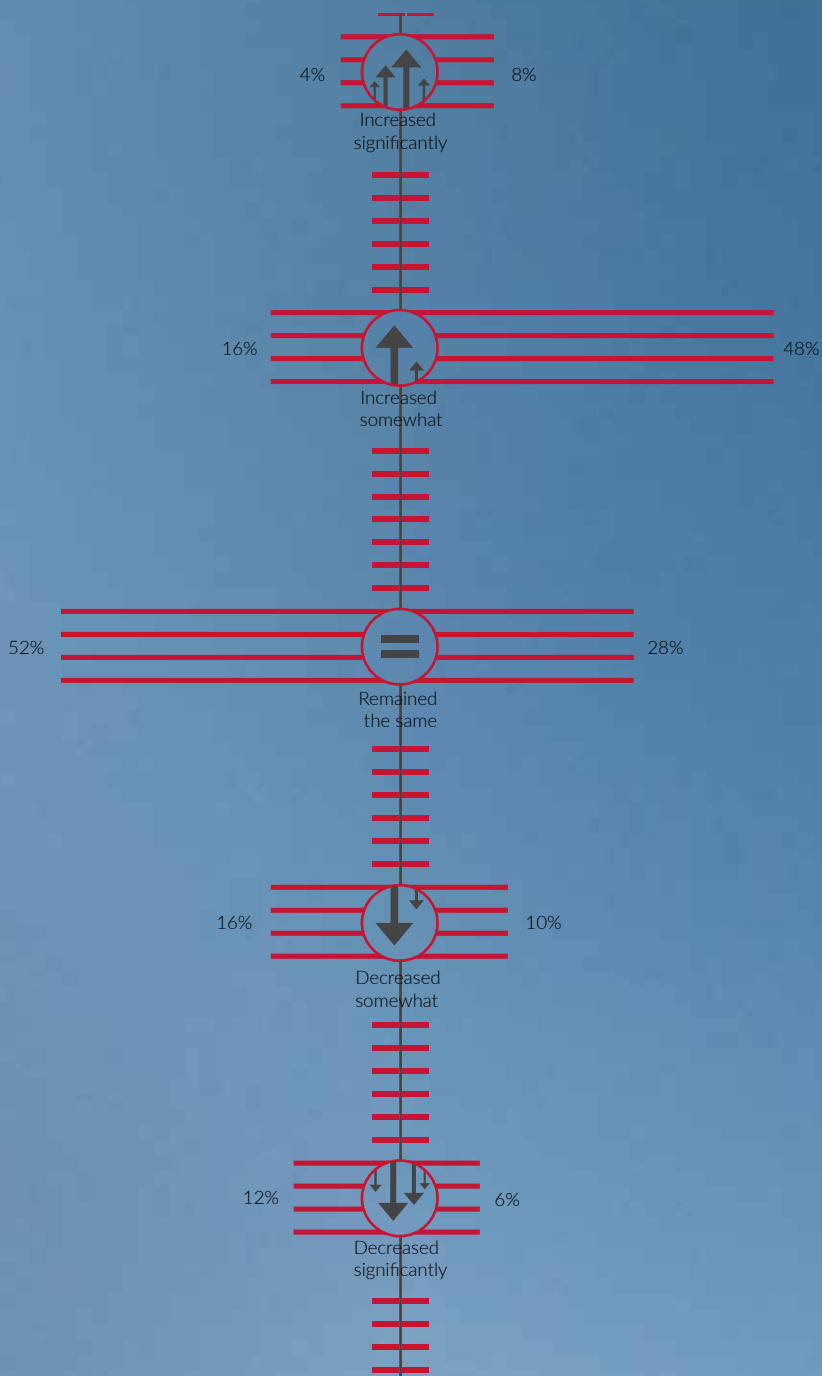 4%
8%
Increased
significantly
16%
48%
Increased
somewhat
52%
28%
Remained
the same
16%
10%
Decreased
somewhat
12%
6%
Decreased
significantly